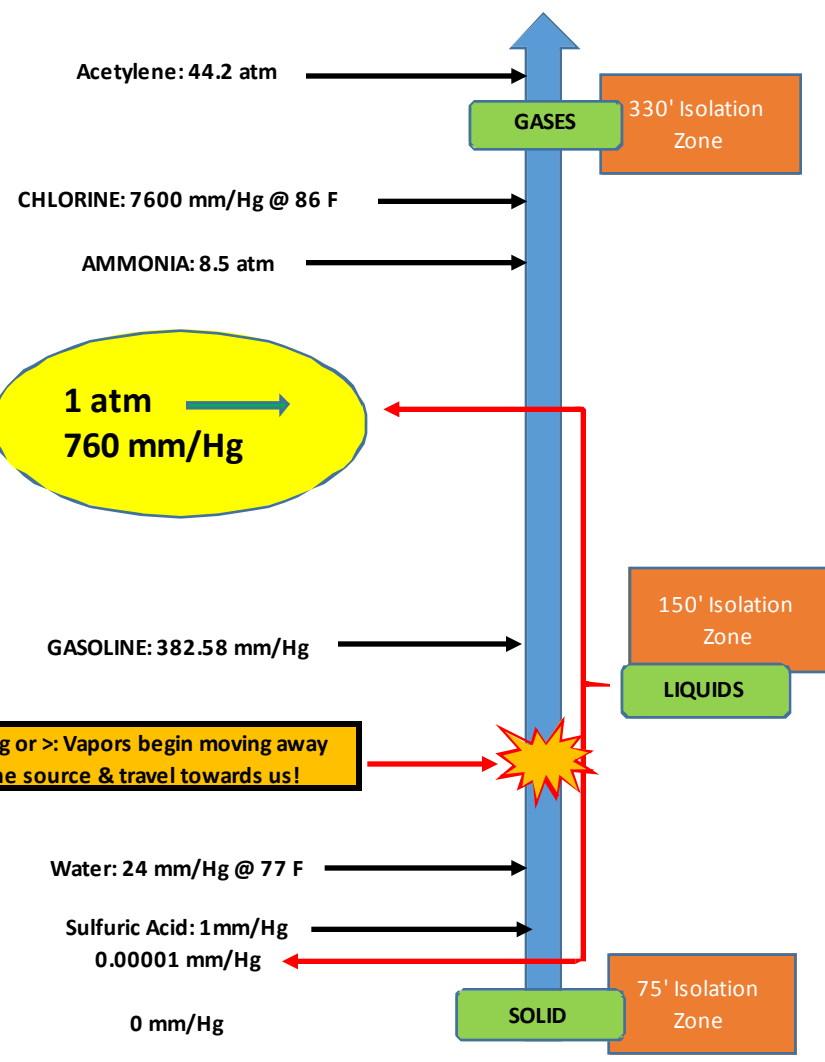 Acetylene: 44.2 atm
GASES
330' Isolation
Zone
CHLORINE: 7600 mm/Hg @ 86 F
AMMONIA: 8.5 atm
1 atm
760 mm/Hg
150' Isolation
Zone
GASOLINE: 382.58 mm/Hg
LIQUIDS
or >: Vapors begin moving away
source & travel towards us!
Water: 24 mm/Hg @ 77 F
Sulfuric Acid: 1mm/Hg
0.00001 mm/Hg
75' Isolation
Zone
SOLID
0 mm/Hg